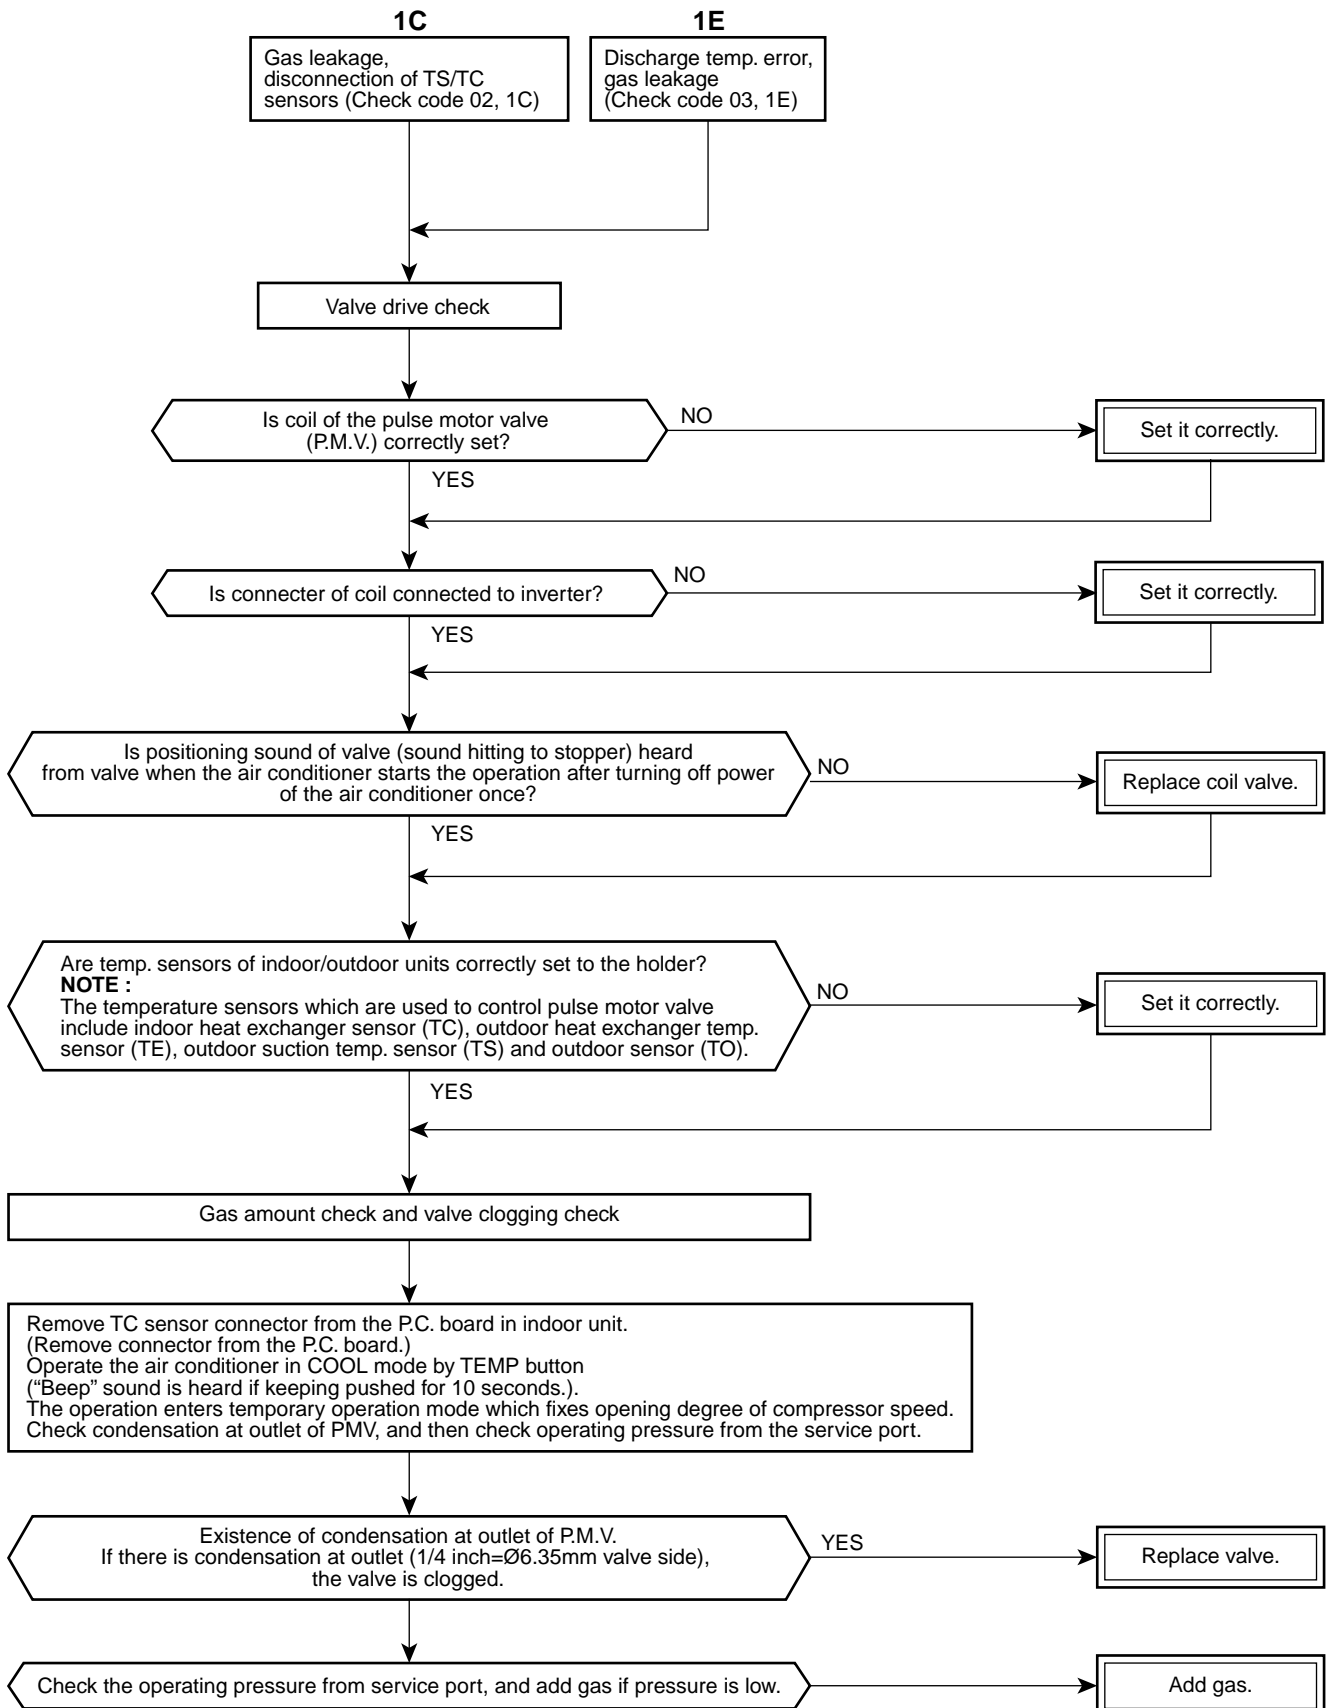 1C
1E
Gas leakage,
disconnection of TS/TC
sensors (Check code 02, 1C)
Discharge temp. error,
gas leakage
(Check code 03, 1E)
Valve drive check
Is coil of the pulse motor valve
(P.M.V.) correctly set?
NO
Set it correctly.
YES
Is connecter of coil connected to inverter?
NO
Set it correctly.
YES
Is positioning sound of valve (sound hitting to stopper) heard
from valve when the air conditioner starts the operation after turning off power
of the air conditioner once?
NO
Replace coil valve.
YES
Are temp. sensors of indoor/outdoor units correctly set to the holder?
NOTE :
The temperature sensors which are used to control pulse motor valve
include indoor heat exchanger sensor (TC), outdoor heat exchanger temp.
sensor (TE), outdoor suction temp. sensor (TS) and outdoor sensor (TO).
NO
Set it correctly.
YES
Gas amount check and valve clogging check
Remove TC sensor connector from the P.C. board in indoor unit.
(Remove connector from the P.C. board.)
Operate the air conditioner in COOL mode by TEMP button
(“Beep” sound is heard if keeping pushed for 10 seconds.).
The operation enters temporary operation mode which fixes opening degree of compressor speed.
Check condensation at outlet of PMV, and then check operating pressure from the service port.
Existence of condensation at outlet of P.M.V.
If there is condensation at outlet (1/4 inch=Ø6.35mm valve side),
the valve is clogged.
YES
Replace valve.
Check the operating pressure from service port, and add gas if pressure is low.
Add gas.